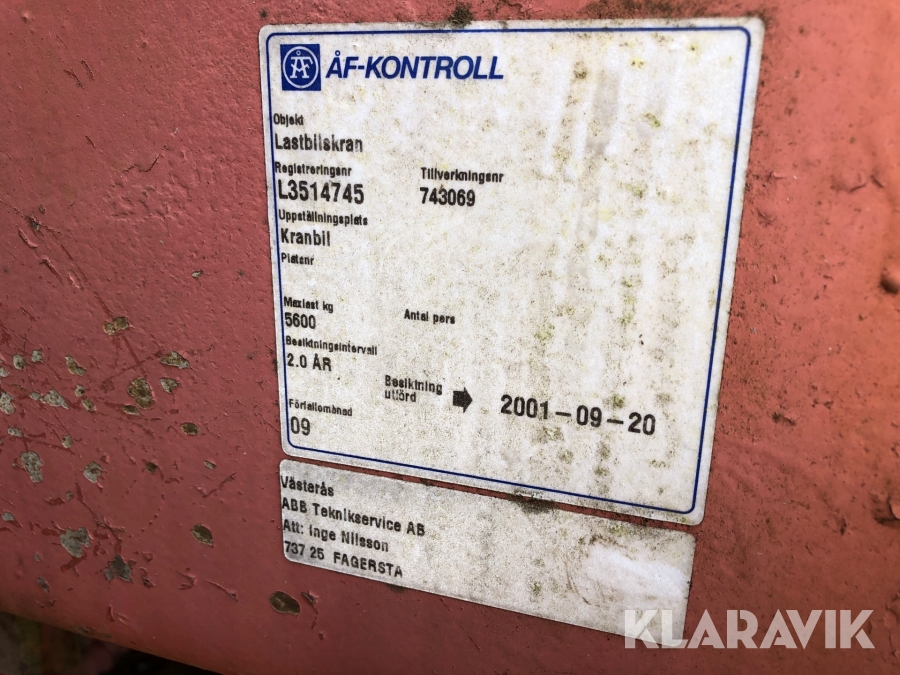 ÅF ÅF-KONTROLL
Objekt
Lastbilskran
Registreringsnr Tillverkningsnr
L3514745 743069
Uppställningsplats
Kranbil
Platsnr
Maxlast kg Antal pers
5600
Besiktningsintervall
2.0 ÅR
Besiktning utförd 2001-09-20
Förfallomånad
09
Västerås
ABB Teknikservice AB
Att: Inge Nilsson
737 25 FAGERSTA
KLARAVIK